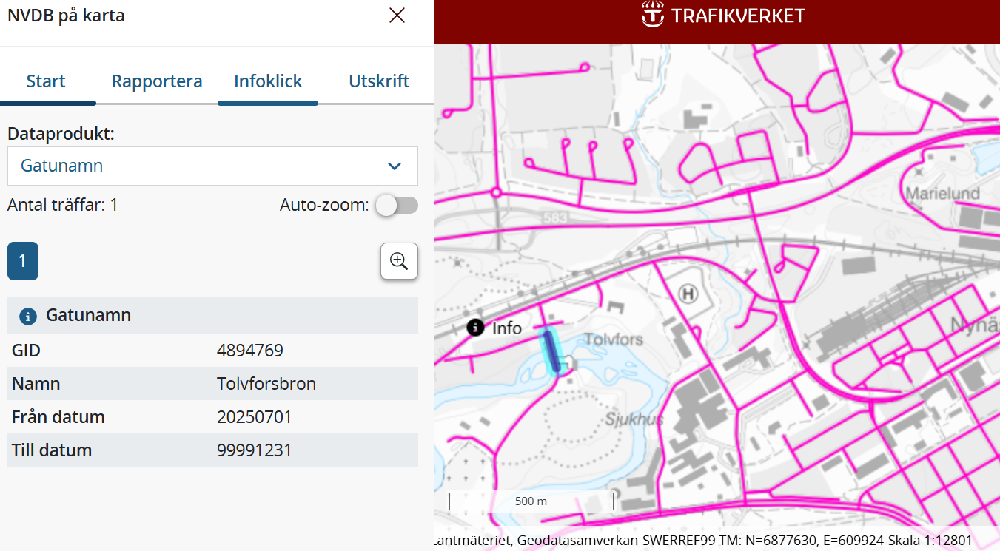 NVDB på karta
TRAFIKVERKET
Start
Rapportera
Infoklick
Utskrift
Dataprodukt:
Gatunamn
Antal träffar: 1
Auto-zoom:
1
Gatunamn
GID 4894769
Namn Tolvforsbron
Från datum 20250701
Till datum 99991231
Marielund
583
H
Info
Tolvfors
Sjukhus
500 m
Lantmäteriet, Geodatasamverkan SWERREF99 TM: N=6877630, E=609924 Skala 1:12801